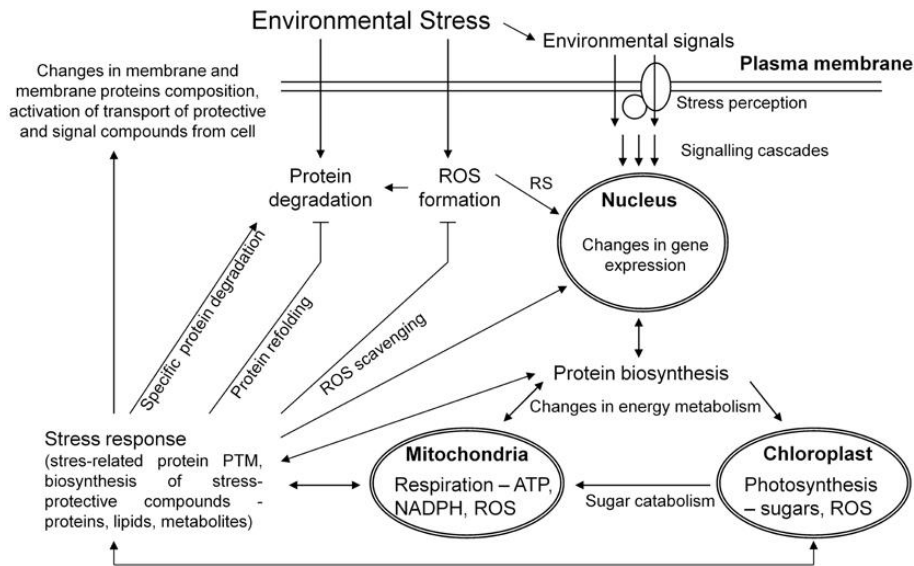 Environmental Stress
Environmental signals
Plasma membrane
Changes in membrane and
membrane proteins composition,
activation of transport of protective
and signal compounds from cell
Stress perception
Signalling cascades
Protein
degradation
ROS
formation
RS
Nucleus
Changes in gene
expression
Specific protein degradation
Protein refolding
ROS scavenging
Protein biosynthesis
Changes in energy metabolism
Stress response
(stres-related protein PTM,
biosynthesis of stress-
protective compounds -
proteins, lipids, metabolites)
Mitochondria
Respiration – ATP,
NADPH, ROS
Sugar catabolism
Chloroplast
Photosynthesis
– sugars, ROS